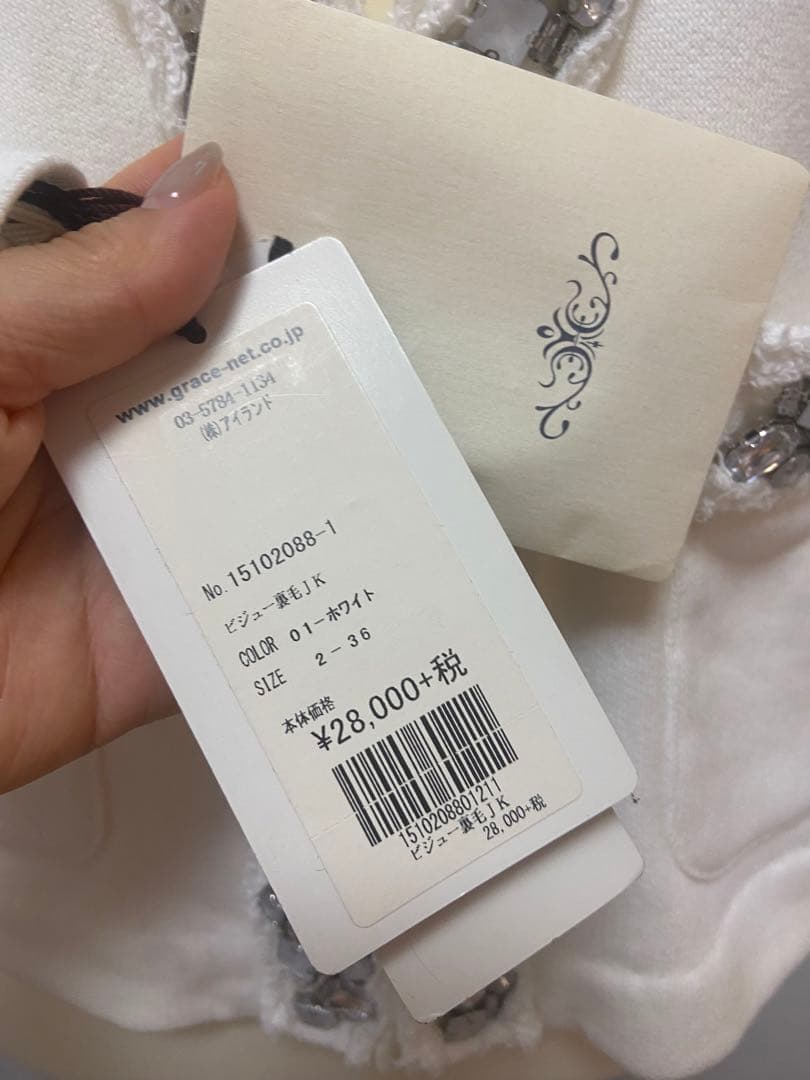 www.grace-net.co.jp
03-5784-1134
(株)アイランド
No.15102088-1
ビジュー裏毛JK
COLOR 01-ホワイト
SIZE 2-36
本体価格
¥28,000+税
1510208801211
ビジュー裏毛JK
28,000+税